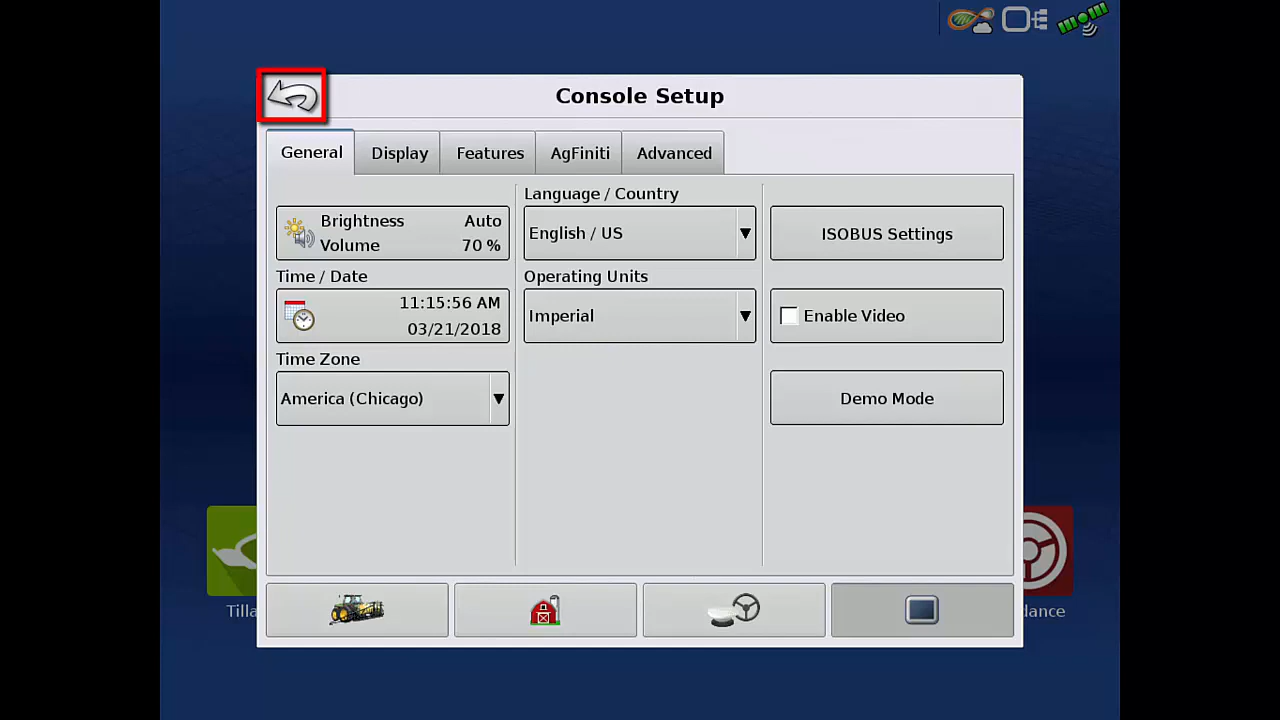 Console Setup
General
Display
Features
AgFiniti
Advanced
Brightness Auto
Volume 70 %
Time / Date
11:15:56 AM
03/21/2018
Time Zone
America (Chicago)
Language / Country
English / US
Operating Units
Imperial
ISOBUS Settings
Enable Video
Demo Mode
Tilla
dance